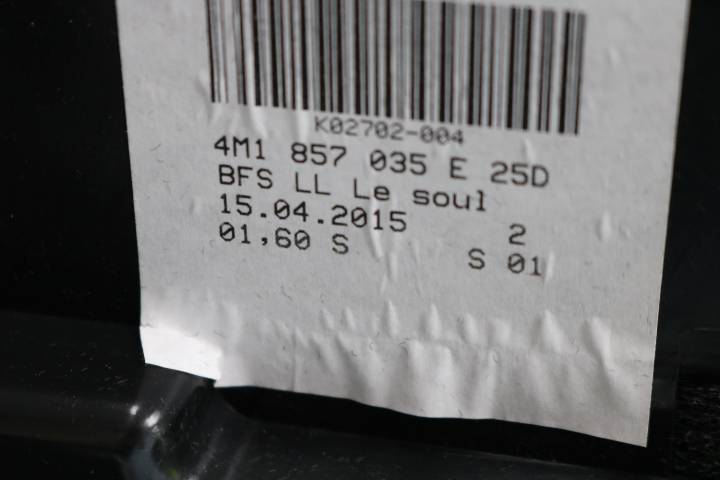 K02702-004
4M1 857 035 E 25D
BFS LL Le soul
15.04.2015 2
01,60 S S 01